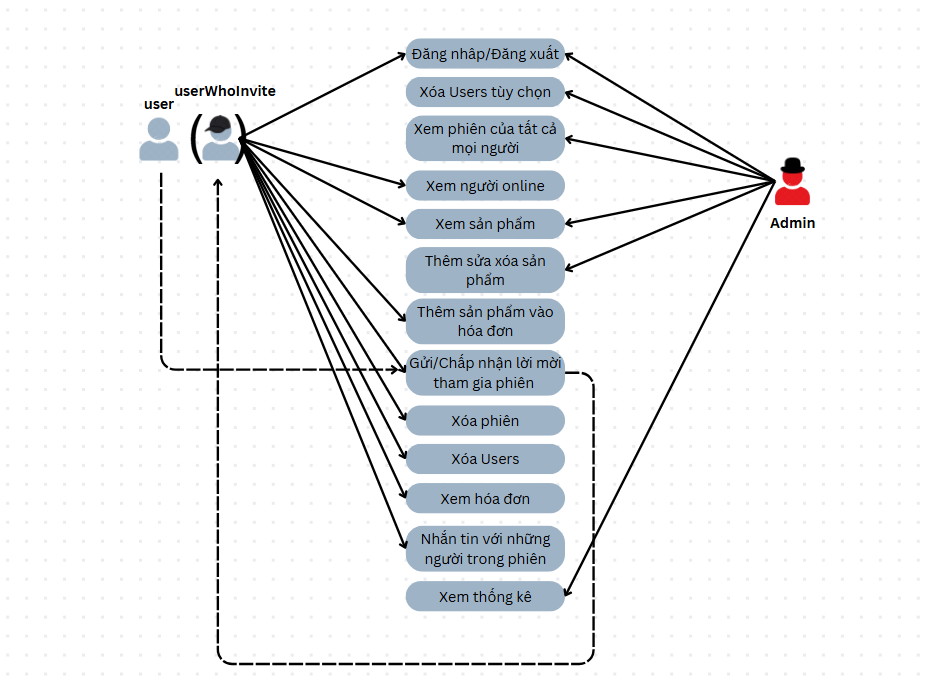 userWhoInvite
user
Đăng nhập/Đăng xuất
Xóa Users tùy chọn
Xem phiên của tất cả
mọi người
Xem người online
Xem sản phẩm
Thêm sửa xóa sản
phẩm
Thêm sản phẩm vào
hóa đơn
Gửi/Chấp nhận lời mời
tham gia phiên
Xóa phiên
Xóa Users
Xem hóa đơn
Nhắn tin với những
người trong phiên
Xem thống kê
Admin